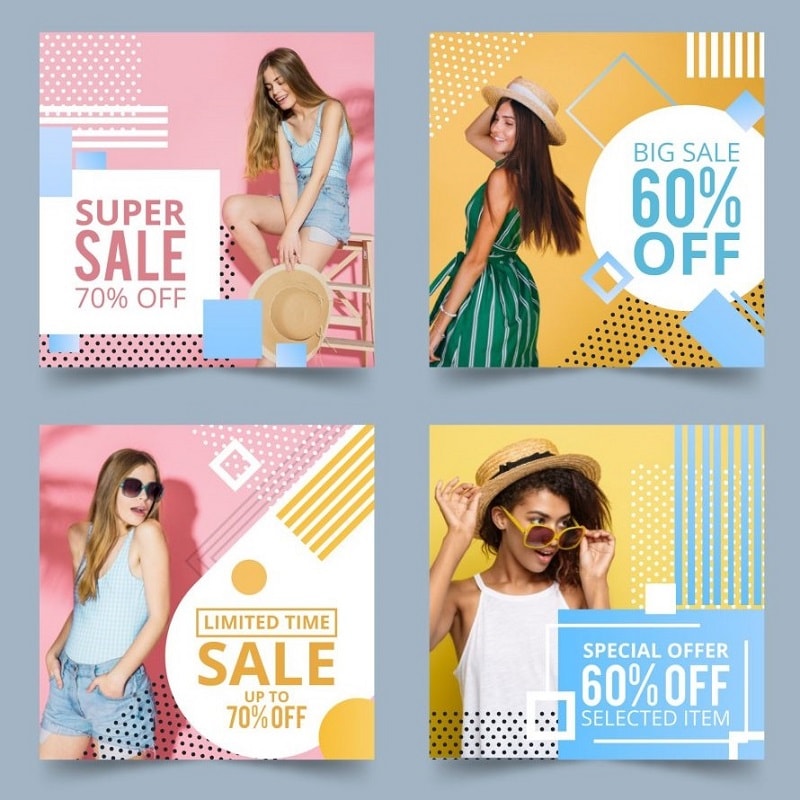 SUPER
SALE
70% OFF
BIG SALE
60%
OFF
LIMITED TIME
SALE
UP TO
70% OFF
SPECIAL OFFER
60% OFF
SELECTED ITEM